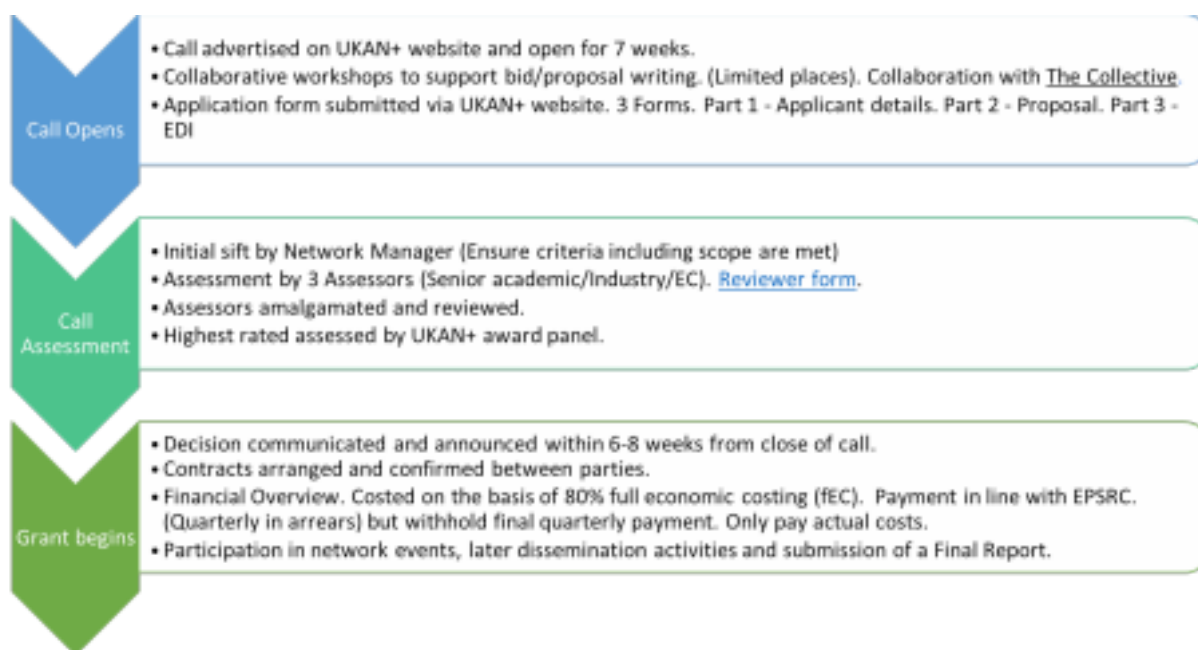 Call Opens
• Call advertised on UKAN+ website and open for 7 weeks.
• Collaborative workshops to support bid/proposal writing. (Limited places). Collaboration with The Collective.
• Application form submitted via UKAN+ website. 3 Forms. Part 1 - Applicant details. Part 2 - Proposal. Part 3 -
EDI
Call
Assessment
• Initial sift by Network Manager (Ensure criteria including scope are met)
• Assessment by 3 Assessors (Senior academic/Industry/EC). Reviewer form.
• Assessors amalgamated and reviewed.
• Highest rated assessed by UKAN+ award panel.
Grant begins
• Decision communicated and announced within 6-8 weeks from close of call.
• Contracts arranged and confirmed between parties.
• Financial Overview. Costed on the basis of 80% full economic costing (fEC). Payment in line with EPSRC.
(Quarterly in arrears) but withhold final quarterly payment. Only pay actual costs.
• Participation in network events, later dissemination activities and submission of a Final Report.